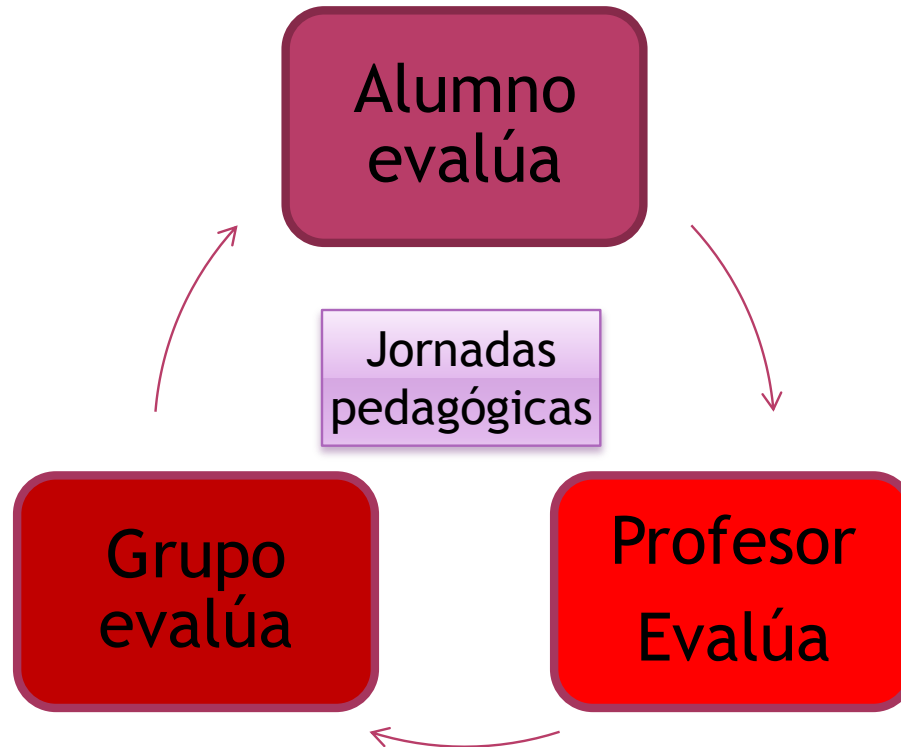 Alumno
evalúa
Jornadas
pedagógicas
Grupo
evalúa
Profesor
Evalúa